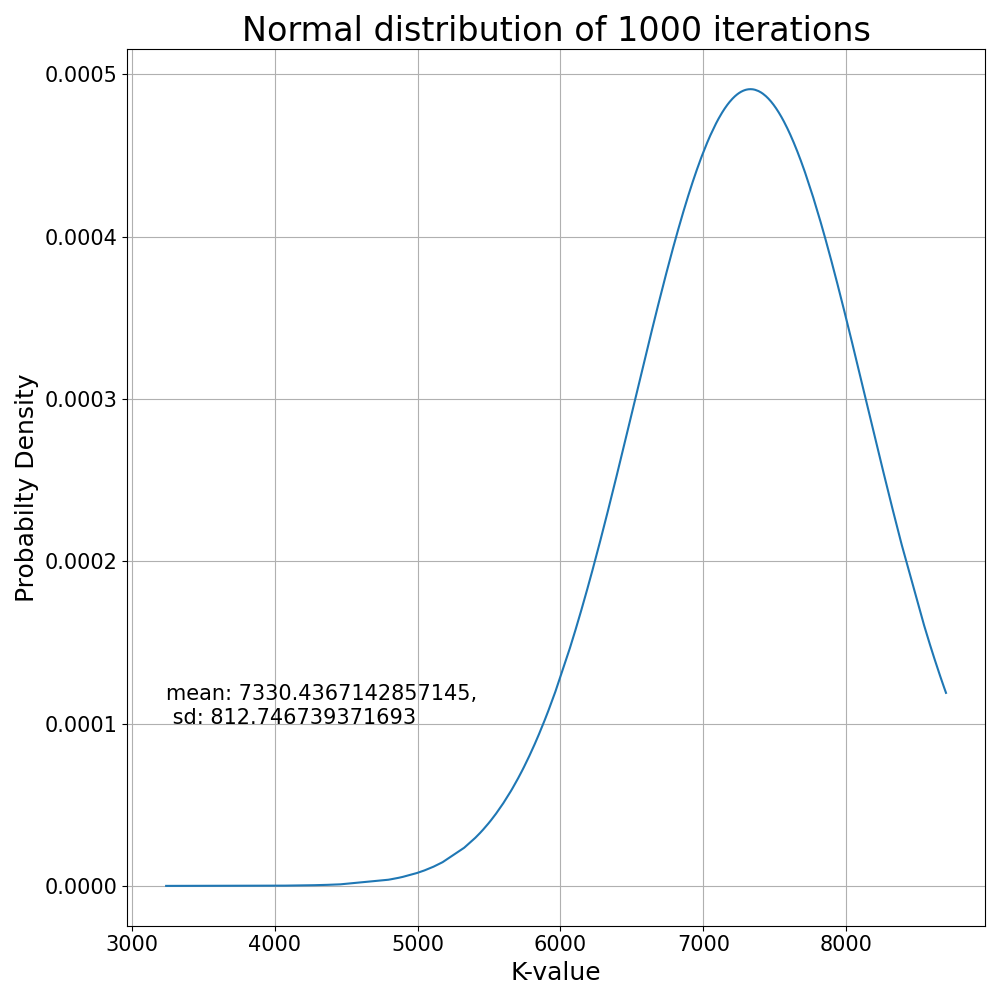 Normal distribution of 1000 iterations
0.0005
0.0004
0.0003
0.0002
0.0001
0.0000
Probabilty Density
mean: 7330.4367142857145,
sd: 812.746739371693
3000 4000 5000 6000 7000 8000
K-value